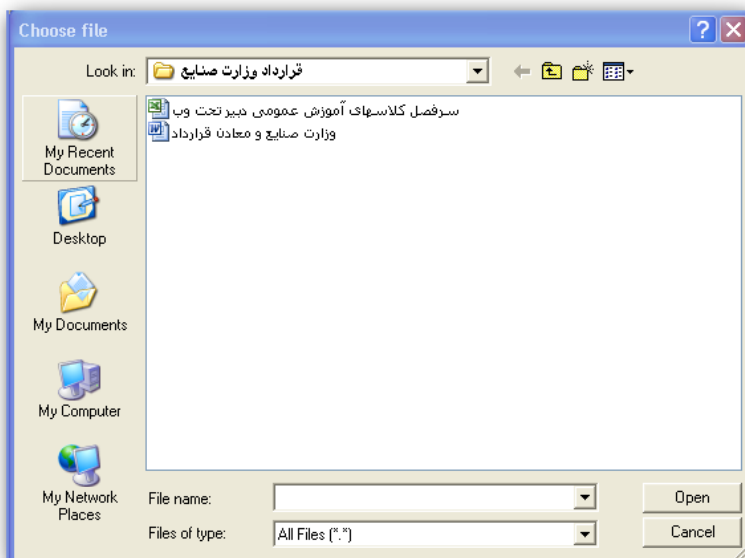 Choose file
Look in: قرارداد وزارت صنایع
سرفصل کلاسهای آموزش عمومی دبیر تحت وب
وزارت صنایع و معادن قرارداد
My Recent
Documents
Desktop
My Documents
My Computer
My Network
Places
File name:
Open
Files of type: All Files (*.*)
Cancel